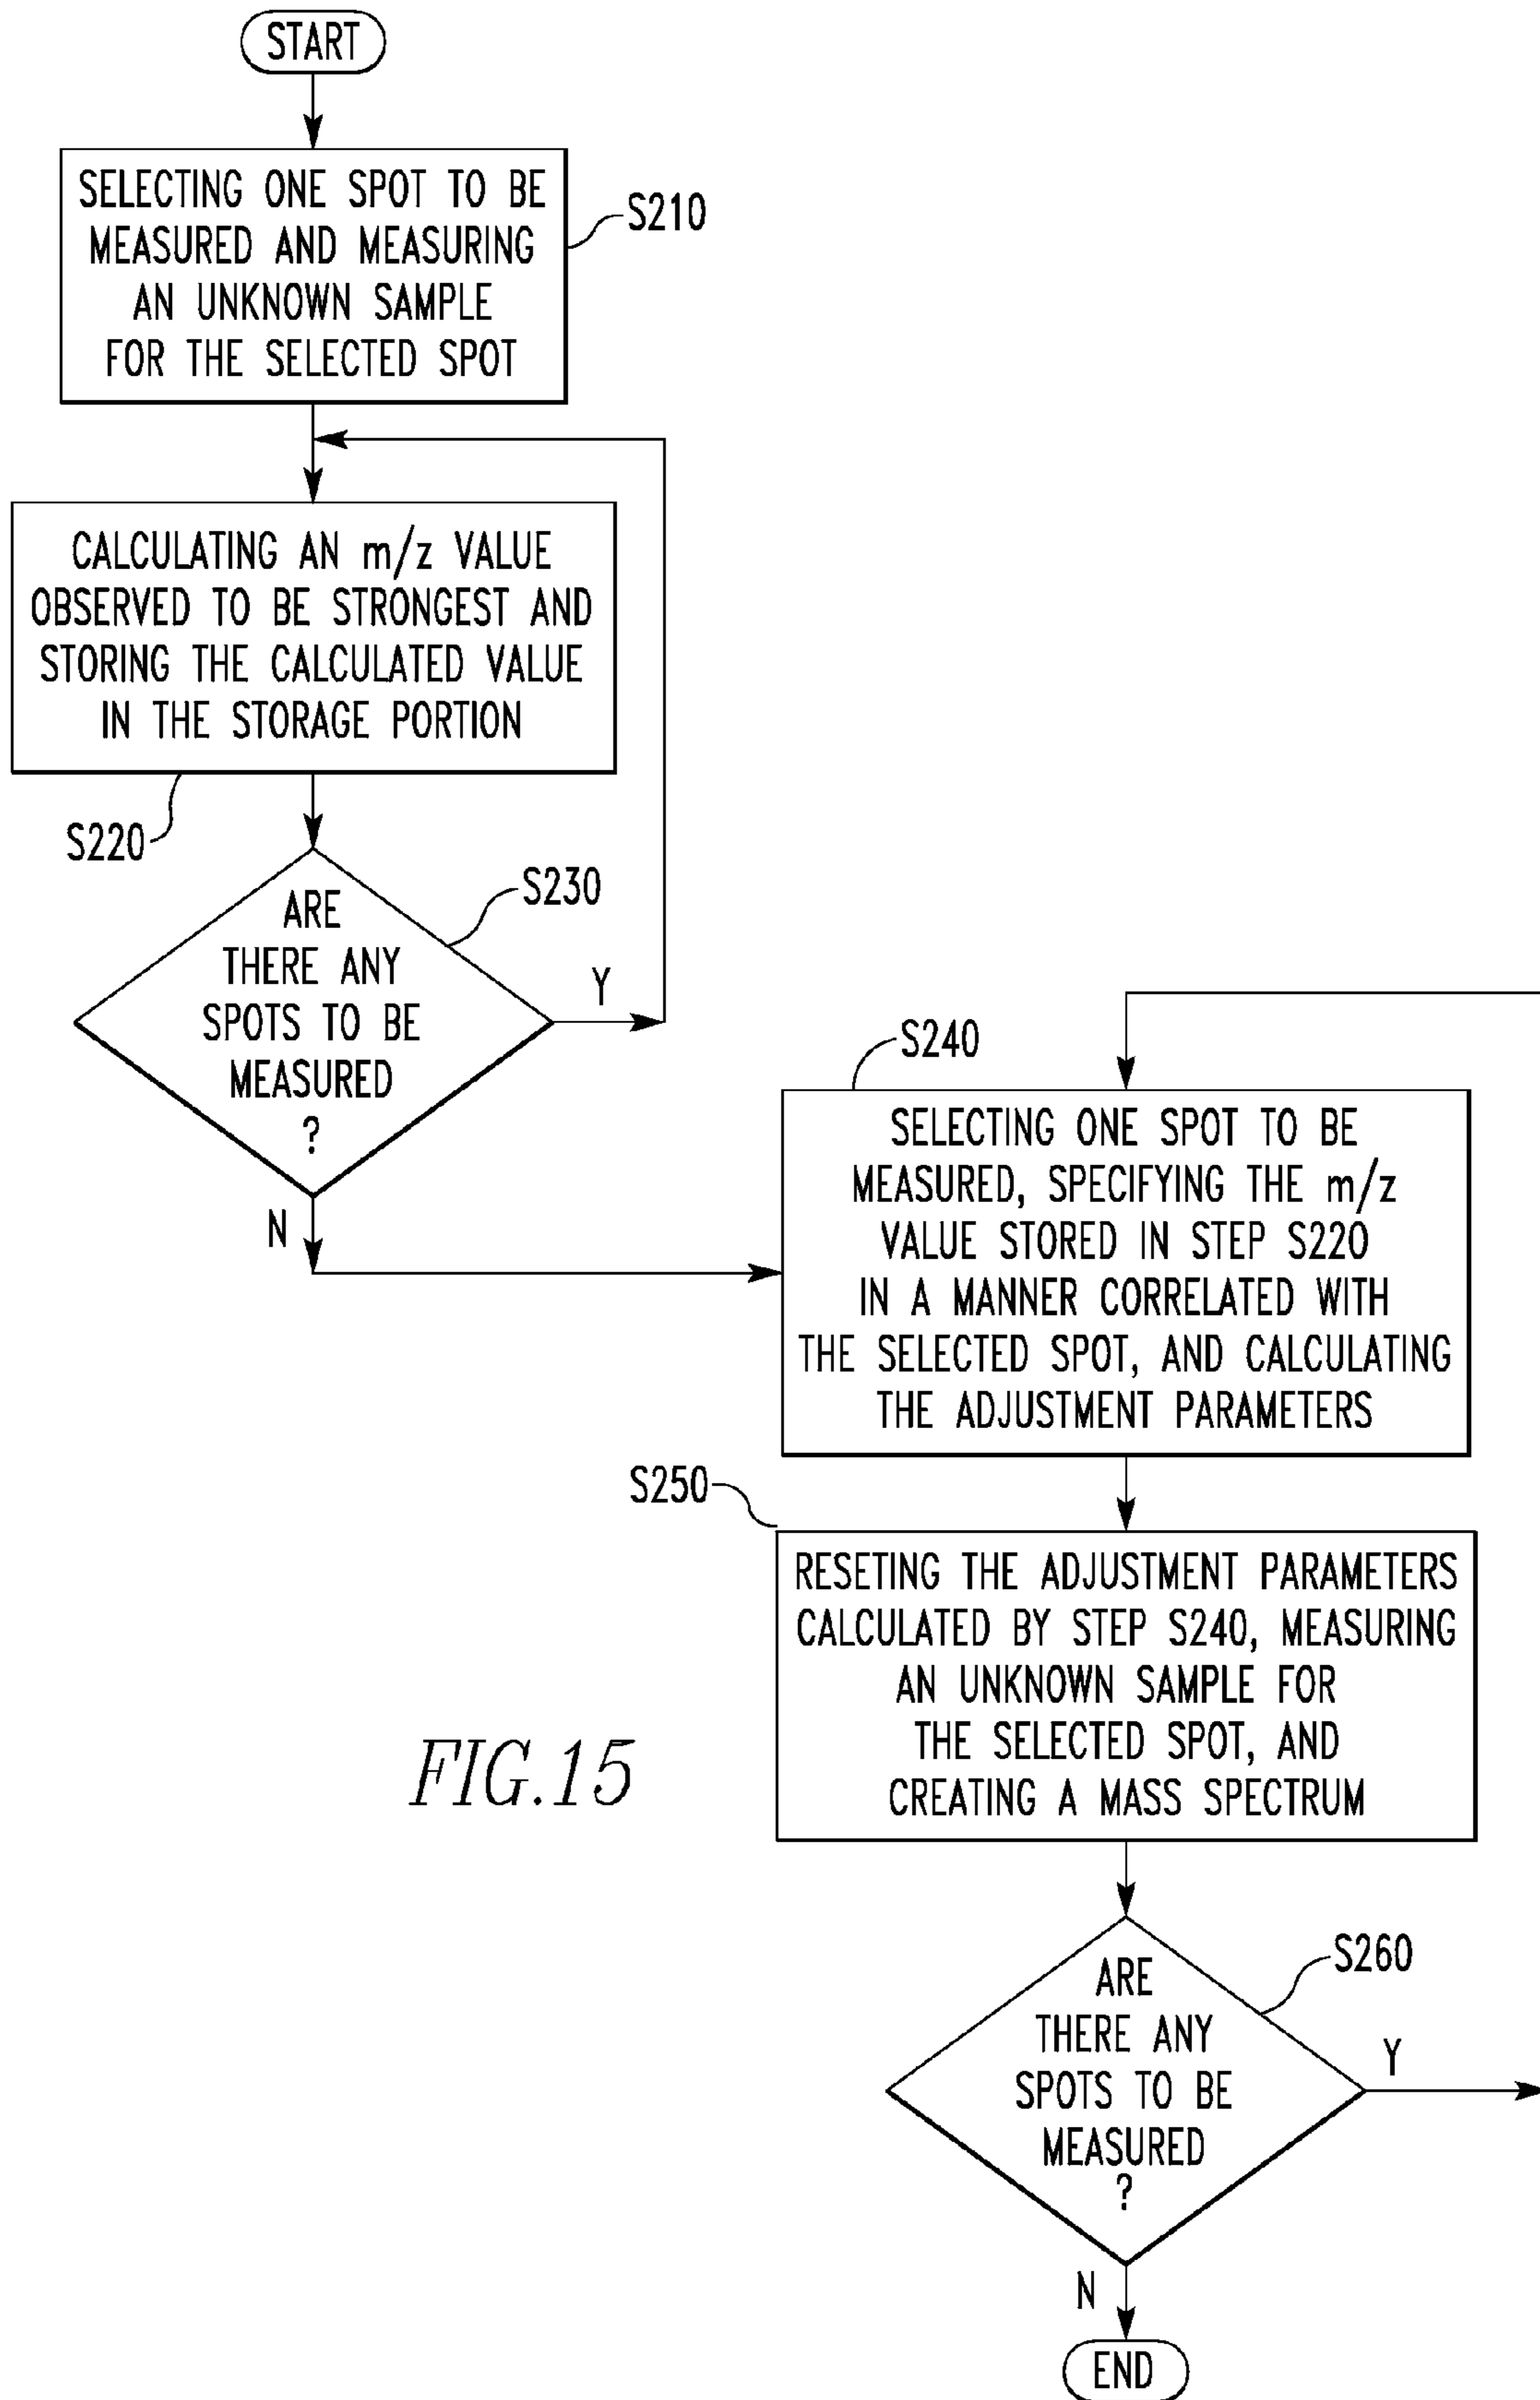 START
SELECTING ONE SPOT TO BE
MEASURED AND MEASURING
AN UNKNOWN SAMPLE
FOR THE SELECTED SPOT
S210
CALCULATING AN m/z VALUE
OBSERVED TO BE STRONGEST AND
STORING THE CALCULATED VALUE
IN THE STORAGE PORTION
S220
ARE
THERE ANY
SPOTS TO BE
MEASURED
?
S230
Y
N
S240
SELECTING ONE SPOT TO BE
MEASURED, SPECIFYING THE m/z
VALUE STORED IN STEP S220
IN A MANNER CORRELATED WITH
THE SELECTED SPOT, AND CALCULATING
THE ADJUSTMENT PARAMETERS
S250
RESETING THE ADJUSTMENT PARAMETERS
CALCULATED BY STEP S240, MEASURING
AN UNKNOWN SAMPLE FOR
THE SELECTED SPOT, AND
CREATING A MASS SPECTRUM
FIG.15
ARE
THERE ANY
SPOTS TO BE
MEASURED
?
S260
Y
N
END